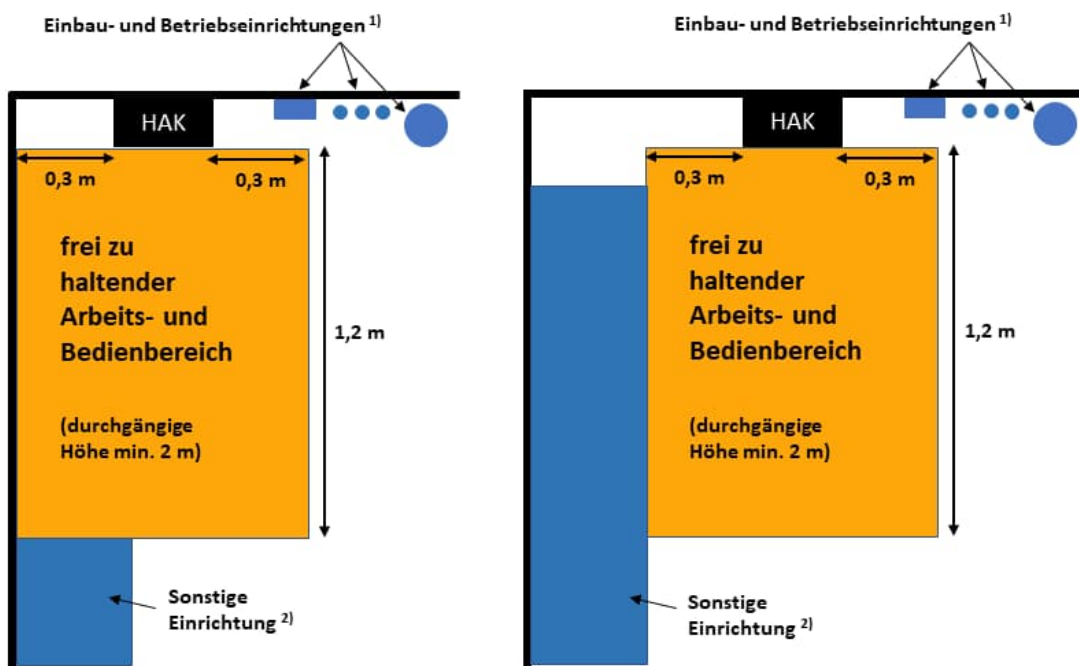 Einbau- und Betriebseinrichtungen 1)
HAK
0,3 m
0,3 m
frei zu
haltender
Arbeits- und
Bedienbereich
(durchgängige
Höhe min. 2 m)
1,2 m
Sonstige
Einrichtung 2)
Einbau- und Betriebseinrichtungen 1)
HAK
0,3 m
0,3 m
frei zu
haltender
Arbeits- und
Bedienbereich
(durchgängige
Höhe min. 2 m)
1,2 m
Sonstige
Einrichtung 2)